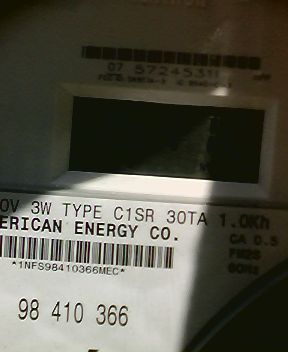 07 57245311
0V 3W TYPE C1SR 30TA 1.0Kh
ERICAN ENERGY CO.
CA 0.5
FM2S
60Hz
*1NFS98410366MEC*
98 410 366